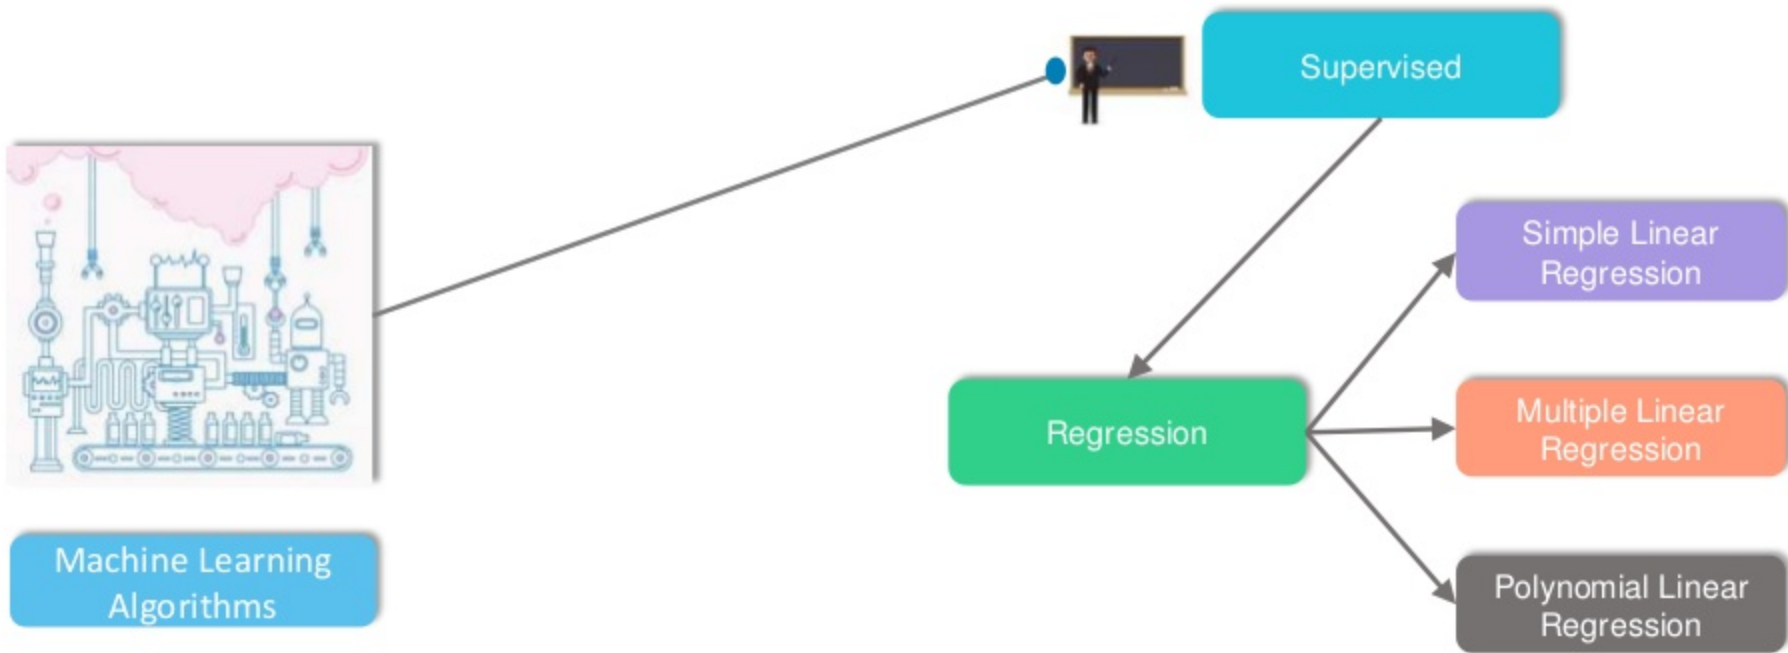 Supervised
Simple Linear
Regression
Regression
Multiple Linear
Regression
Machine Learning
Algorithms
Polynomial Linear
Regression